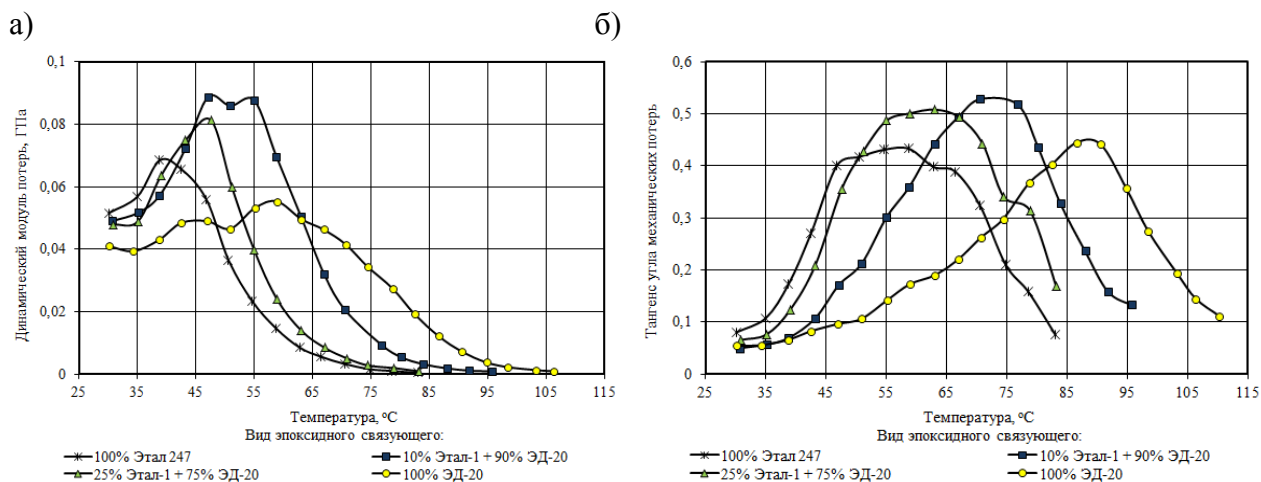 а)
б)
Динамический модуль потерь, ГПа
0,1
0,08
0,06
0,04
0,02
0
25 35 45 55 65 75 85 95 105 115
Температура, °С
Вид эпоксидного связующего:
100% Этал 247
10% Этал-1 + 90% ЭД-20
25% Этал-1 + 75% ЭД-20
100% ЭД-20
Тангенс угла механических потерь
0,6
0,5
0,4
0,3
0,2
0,1
0
25 35 45 55 65 75 85 95 105 115
Температура, °С
Вид эпоксидного связующего:
100% Этал 247
10% Этал-1 + 90% ЭД-20
25% Этал-1 + 75% ЭД-20
100% ЭД-20